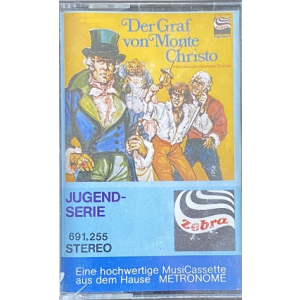 Der Graf
von Monte
Christo
JUGEND-
SERIE
691.255
STEREO
Zebra
Eine hochwertige MusiCassette
aus dem Hause METRONOME